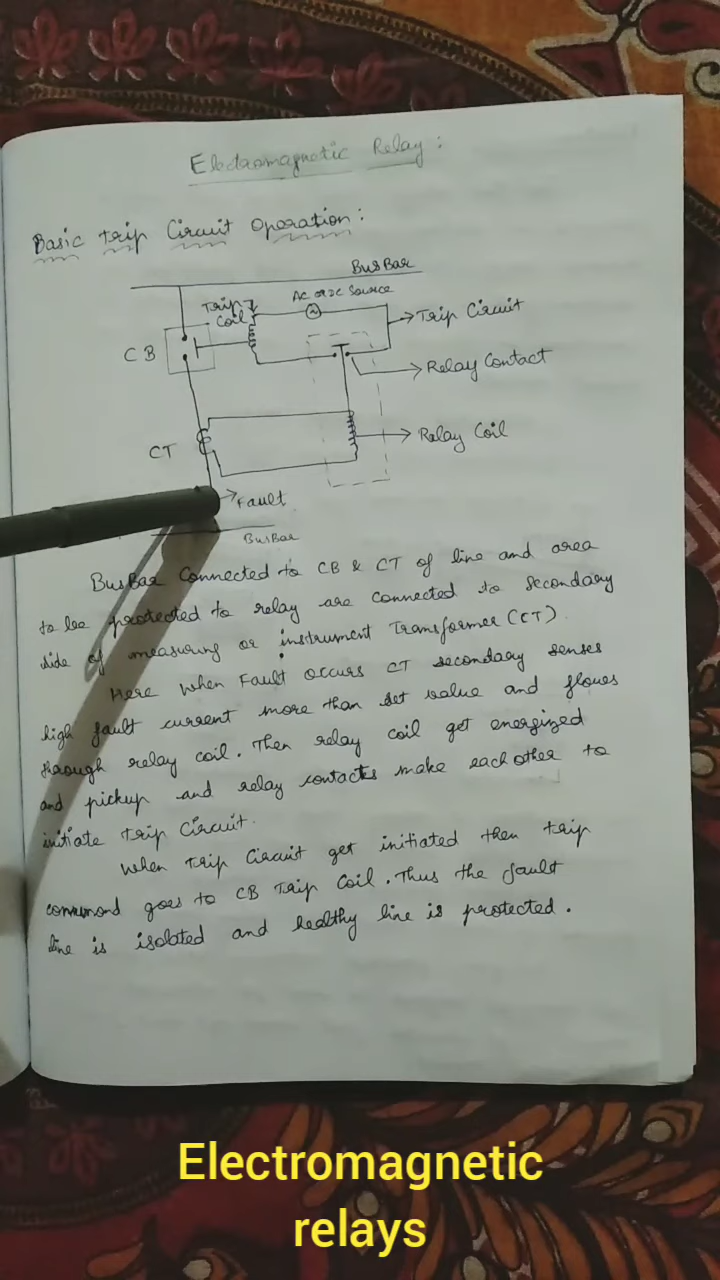 Electromagnetic Relay:
Basic Trip Circuit Operation:
BusBar
Trip Coil
AC or DC Source
Trip Circuit
CB
Relay Contact
Relay Coil
CT
Fault
BusBar
BusBar Connected to CB & CT of line and area
to be protected to relay are connected to secondary
side of measuring or instrument Transformer (CT).
Here when Fault occurs CT secondary senses
high fault current more than set value and flows
through relay coil. Then relay coil get energized
and pickup and relay contacts make each other to
initiate trip Circuit.
When trip Circuit get initiated then trip
command goes to CB Trip Coil. Thus the fault
line is isolated and healthy line is protected.
Electromagnetic
relays